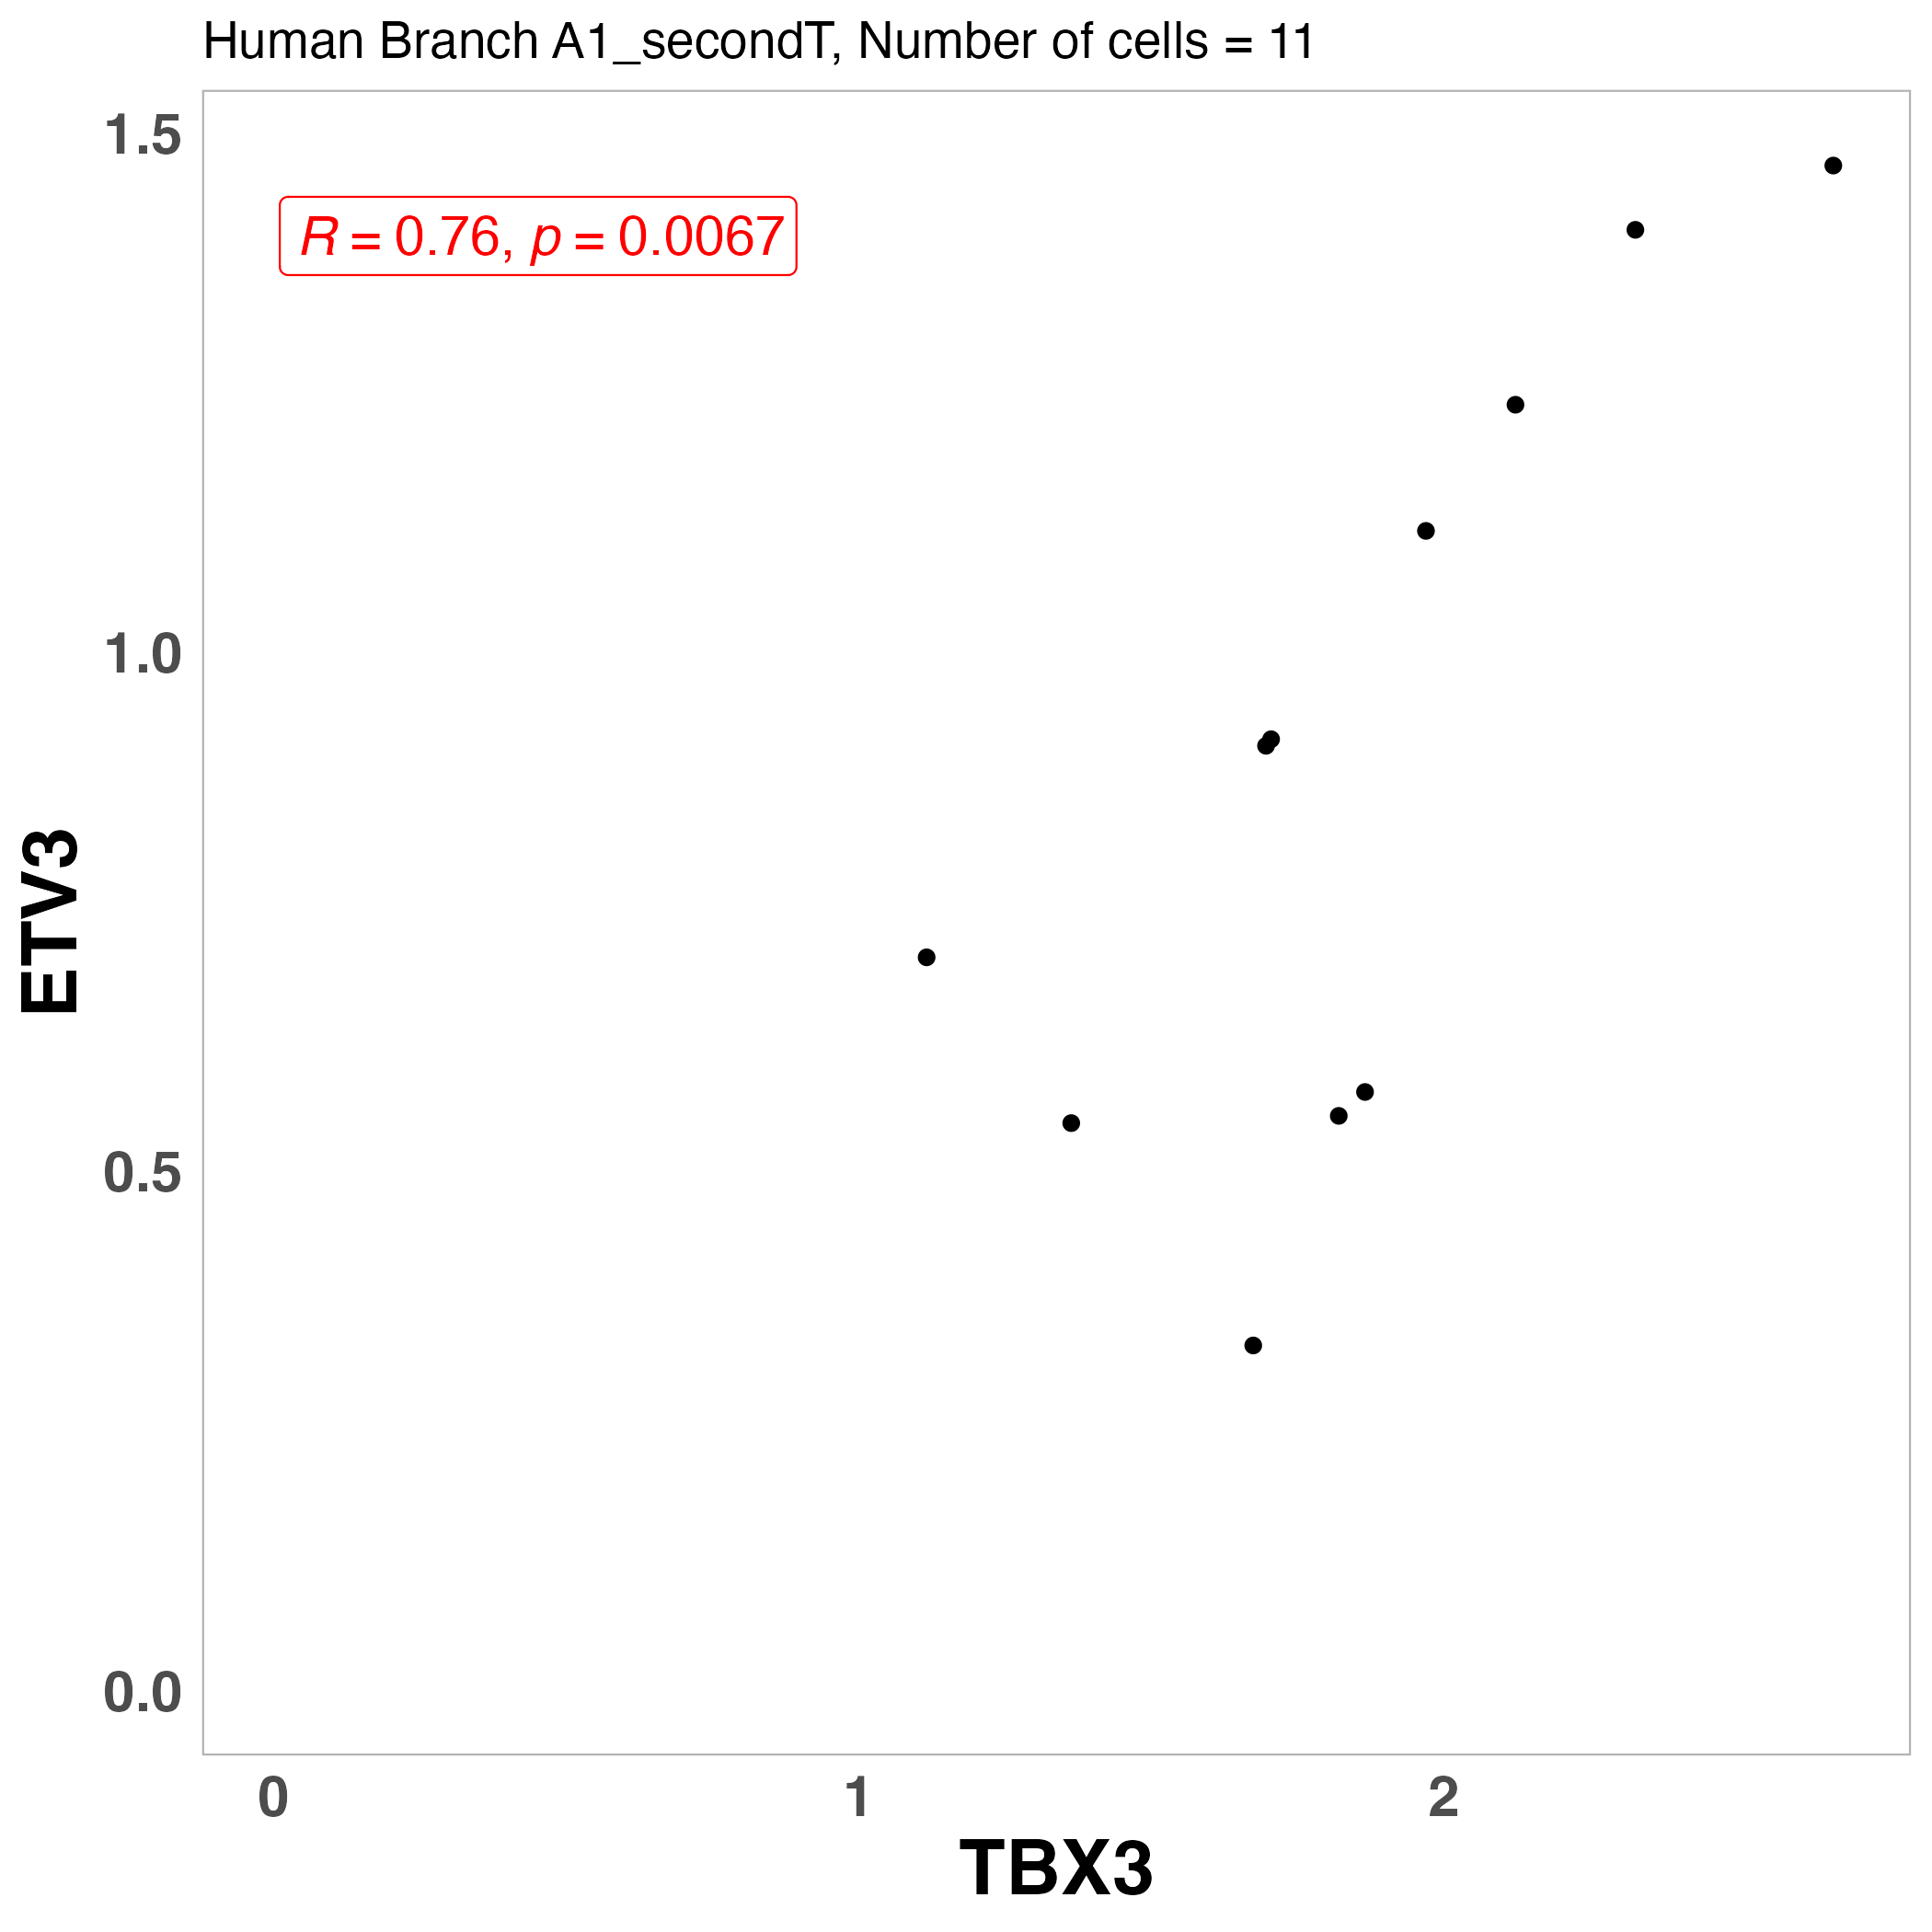 Human Branch A1_secondT, Number of cells = 11
1.5
R = 0.76, p = 0.0067
1.0
ETV3
0.5
0.0
0 1 2
TBX3